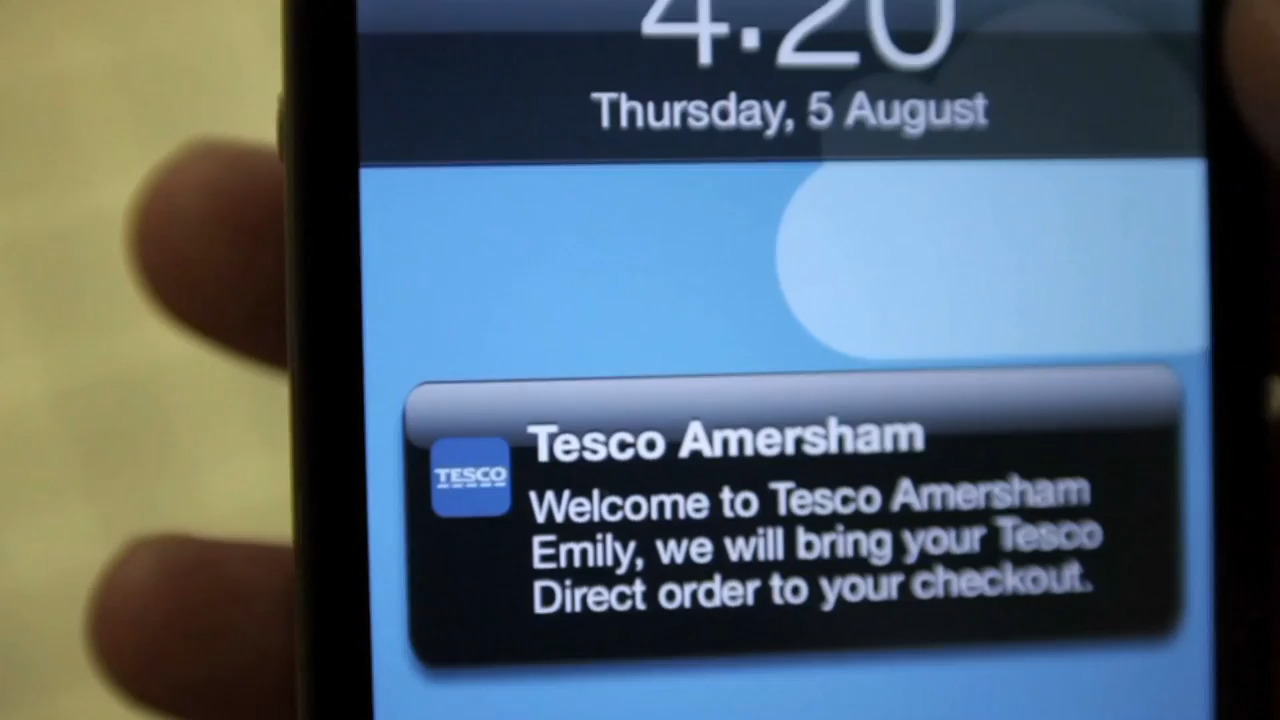 4:20
Thursday, 5 August
Tesco Amersham
TESCO
Welcome to Tesco Amersham
Emily, we will bring your Tesco
Direct order to your checkout.